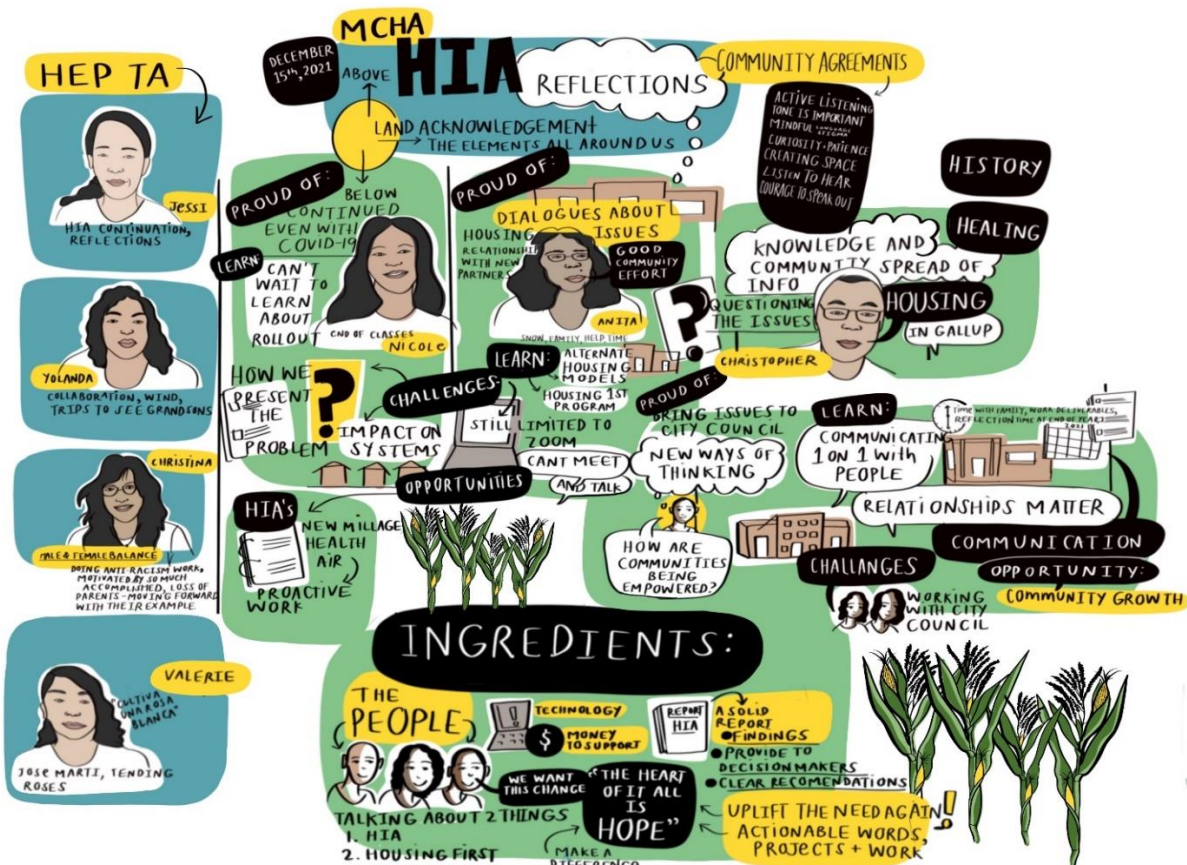 MCHA
HIA
REFLECTIONS
DECEMBER
15th, 2021
ABOVE
LAND ACKNOWLEDGEMENT
THE ELEMENTS ALL AROUND US
BELOW
COMMUNITY AGREEMENTS
ACTIVE LISTENING
TONE IS IMPORTANT
MINDFUL LANGUAGE
STIGMA
CURIOSITY + PATIENCE
CREATING SPACE
LISTEN TO HEAR
COURAGE TO SPEAK OUT
HEP TA
Jessi
HIA CONTINUATION,
REFLECTIONS
YOLANDA
COLLABORATION, WIND,
TRIPS TO SEE GRANDSONS
CHRISTINA
MALE & FEMALE BALANCE
DOING ANTI-RACISM WORK,
MOTIVATED BY SO MUCH
ACCOMPLISHED, LOSS OF
PARENTS - MOVING FORWARD
WITH THEIR EXAMPLE
VALERIE
"CULTIVA
UNA ROSA
BLANCA"
JOSE MARTI, TENDING
ROSES
PROUD OF:
CONTINUED
EVEN WITH
COVID-19
LEARN:
CAN'T
WAIT TO
LEARN
ABOUT
ROLLOUT
END OF CLASSES
NICOLE
HOW WE
PRESENT
THE
PROBLEM
?
CHALLENGES-
IMPACT ON
SYSTEMS
STILL LIMITED TO
ZOOM
CANT MEET
AND TALK
OPPORTUNITIES
HIA's
NEW MILLAGE
HEALTH
AIR
PROACTIVE
WORK
PROUD OF:
DIALOGUES ABOUT
ISSUES
HOUSING
RELATIONSHIP
WITH NEW
PARTNERS
GOOD
COMMUNITY
EFFORT
ANITA
SNOW, FAMILY, HELP, TIME
LEARN:
ALTERNATE
HOUSING
MODELS
HOUSING 1ST
PROGRAM
?
HISTORY
HEALING
KNOWLEDGE AND
COMMUNITY SPREAD OF
INFO
QUESTIONING
THE ISSUES
HOUSING
IN GALLUP
CHRISTOPHER
PROUD OF:
BRING ISSUES TO
CITY COUNCIL
NEW WAYS OF
THINKING
HOW ARE
COMMUNITIES
BEING
EMPOWERED?
LEARN:
COMMUNICATING
1 ON 1 WITH
PEOPLE
TIME WITH FAMILY, WORK DELIVERABLES,
REFLECTION TIME AT END OF YEAR
2021
RELATIONSHIPS MATTER
COMMUNICATION
OPPORTUNITY:
COMMUNITY GROWTH
CHALLANGES
WORKING
WITH CITY
COUNCIL
INGREDIENTS:
THE
PEOPLE
!
TECHNOLOGY
$
MONEY
TO SUPPORT
REPORT
HIA
A SOLID
REPORT
• FINDINGS
• PROVIDE TO
DECISION MAKERS
• CLEAR RECOMENDATIONS
WE WANT
THIS CHANGE
"THE HEART
OF IT ALL
IS
HOPE"
TALKING ABOUT 2 THINGS
1. HIA
2. HOUSING FIRST
MAKE A
DIFFERENCE
UPLIFT THE NEED AGAIN!
ACTIONABLE WORDS,
PROJECTS + WORK